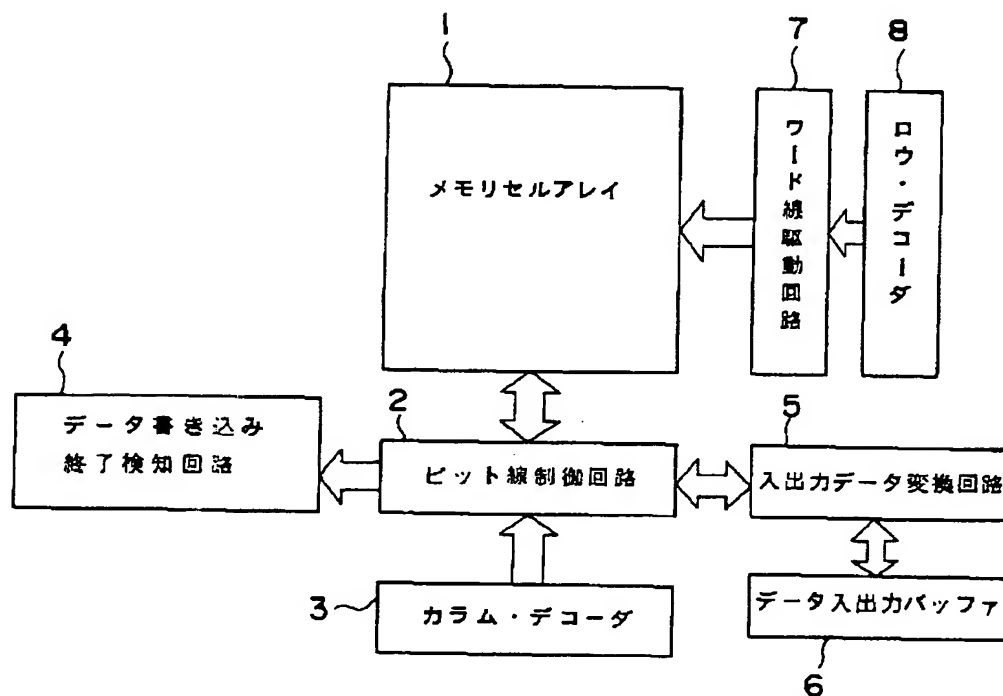 1
メモリセルアレイ
7
ワード線駆動回路
8
ロウ・デコーダ
4
データ書き込み
終了検知回路
2
ビット線制御回路
5
入出力データ変換回路
3
カラム・デコーダ
データ入出力バッファ
6